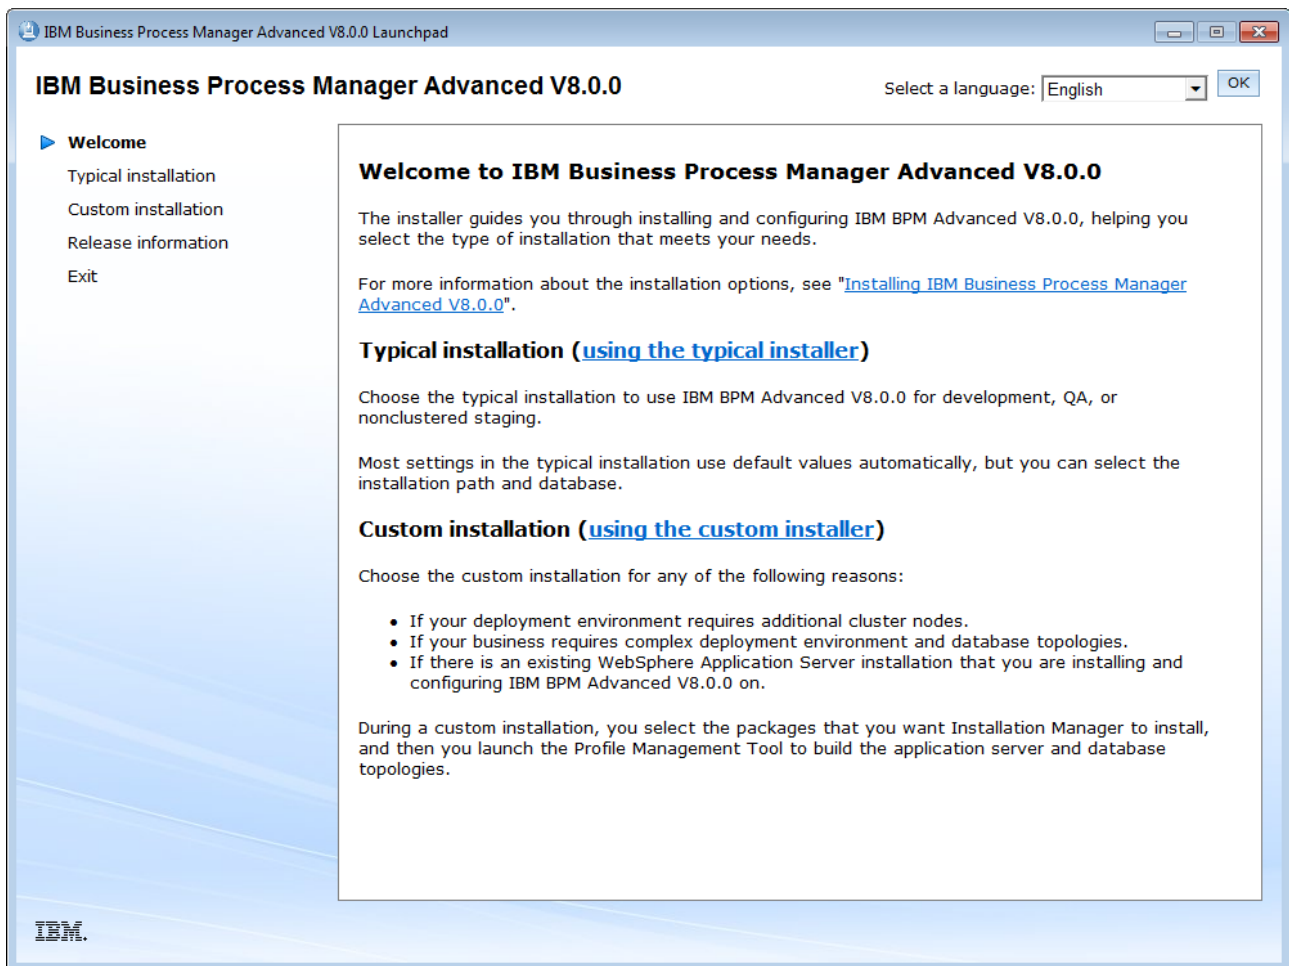 IBM Business Process Manager Advanced V8.0.0 Launchpad
IBM Business Process Manager Advanced V8.0.0
Select a language: English OK
Welcome
Typical installation
Custom installation
Release information
Exit
Welcome to IBM Business Process Manager Advanced V8.0.0
The installer guides you through installing and configuring IBM BPM Advanced V8.0.0, helping you
select the type of installation that meets your needs.
For more information about the installation options, see "Installing IBM Business Process Manager
Advanced V8.0.0".
Typical installation (using the typical installer)
Choose the typical installation to use IBM BPM Advanced V8.0.0 for development, QA, or
nonclustered staging.
Most settings in the typical installation use default values automatically, but you can select the
installation path and database.
Custom installation (using the custom installer)
Choose the custom installation for any of the following reasons:
• If your deployment environment requires additional cluster nodes.
• If your business requires complex deployment environment and database topologies.
• If there is an existing WebSphere Application Server installation that you are installing and
configuring IBM BPM Advanced V8.0.0 on.
During a custom installation, you select the packages that you want Installation Manager to install,
and then you launch the Profile Management Tool to build the application server and database
topologies.
IBM.